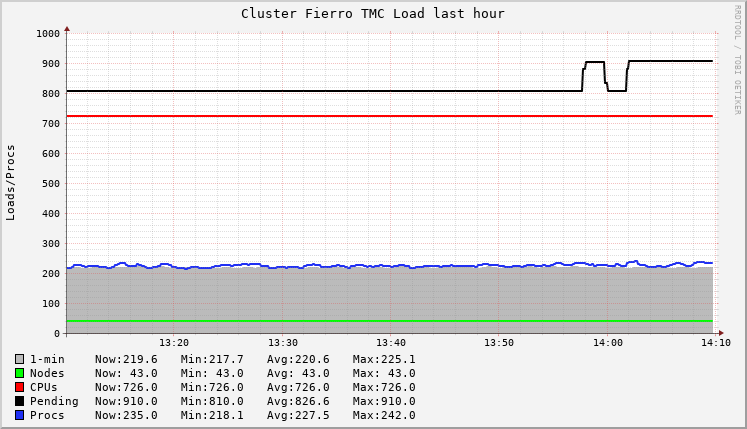 Cluster Fierro TMC Load last hour
RRDTOOL / TOBI OETIKER
Loads/Procs
1000
900
800
700
600
500
400
300
200
100
0
13:20 13:30 13:40 13:50 14:00 14:10
1-min Now:219.6 Min:217.7 Avg:220.6 Max:225.1
Nodes Now: 43.0 Min: 43.0 Avg: 43.0 Max: 43.0
CPUs Now:726.0 Min:726.0 Avg:726.0 Max:726.0
Pending Now:910.0 Min:810.0 Avg:826.6 Max:910.0
Procs Now:235.0 Min:218.1 Avg:227.5 Max:242.0